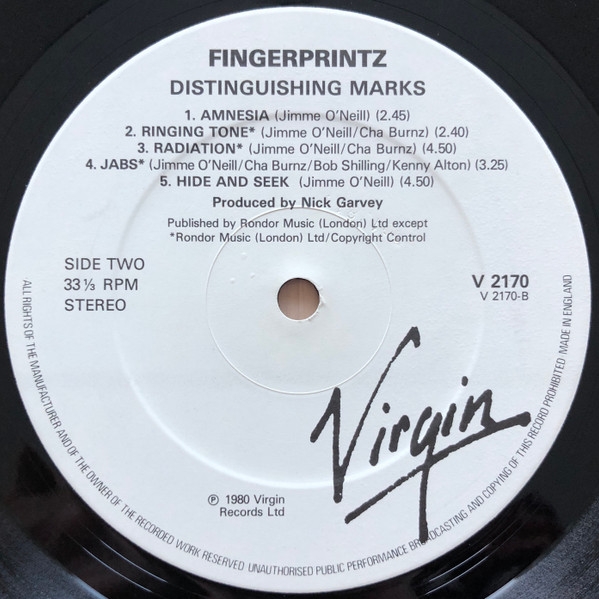 FINGERPRINTZ
DISTINGUISHING MARKS
1. AMNESIA (Jimme O'Neill) (2.45)
2. RINGING TONE* (Jimme O'Neill/Cha Burnz) (2.40)
3. RADIATION* (Jimme O'Neill/Cha Burnz) (4.50)
4. JABS* (Jimme O'Neill/Cha Burnz/Bob Shilling/Kenny Alton) (3.25)
5. HIDE AND SEEK (Jimme O'Neill) (4.50)
Produced by Nick Garvey
Published by Rondor Music (London) Ltd except
*Rondor Music (London) Ltd/Copyright Control
SIDE TWO
33⅓ RPM
STEREO
V 2170
V 2170-B
Virgin
℗ 1980 Virgin
Records Ltd
ALL RIGHTS OF THE MANUFACTURER AND OF THE OWNER OF THE RECORDED WORK RESERVED UNAUTHORISED PUBLIC PERFORMANCE BROADCASTING AND COPYING OF THIS RECORD PROHIBITED MADE IN ENGLAND